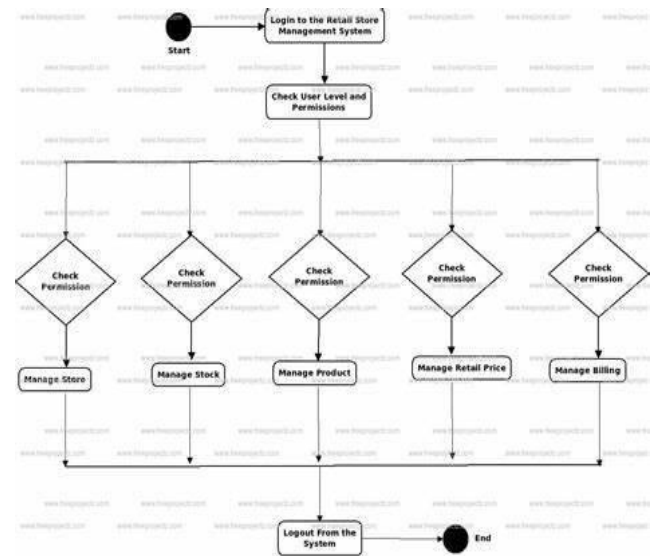 Login to the Retail Store
Management System
Start
Check User Level and
Permissions
Check
Permission
Check
Permission
Check
Permission
Check
Permission
Check
Permission
Manage Store
Manage Stock
Manage Product
Manage Retail Price
Manage Billing
Logout From the
System
End